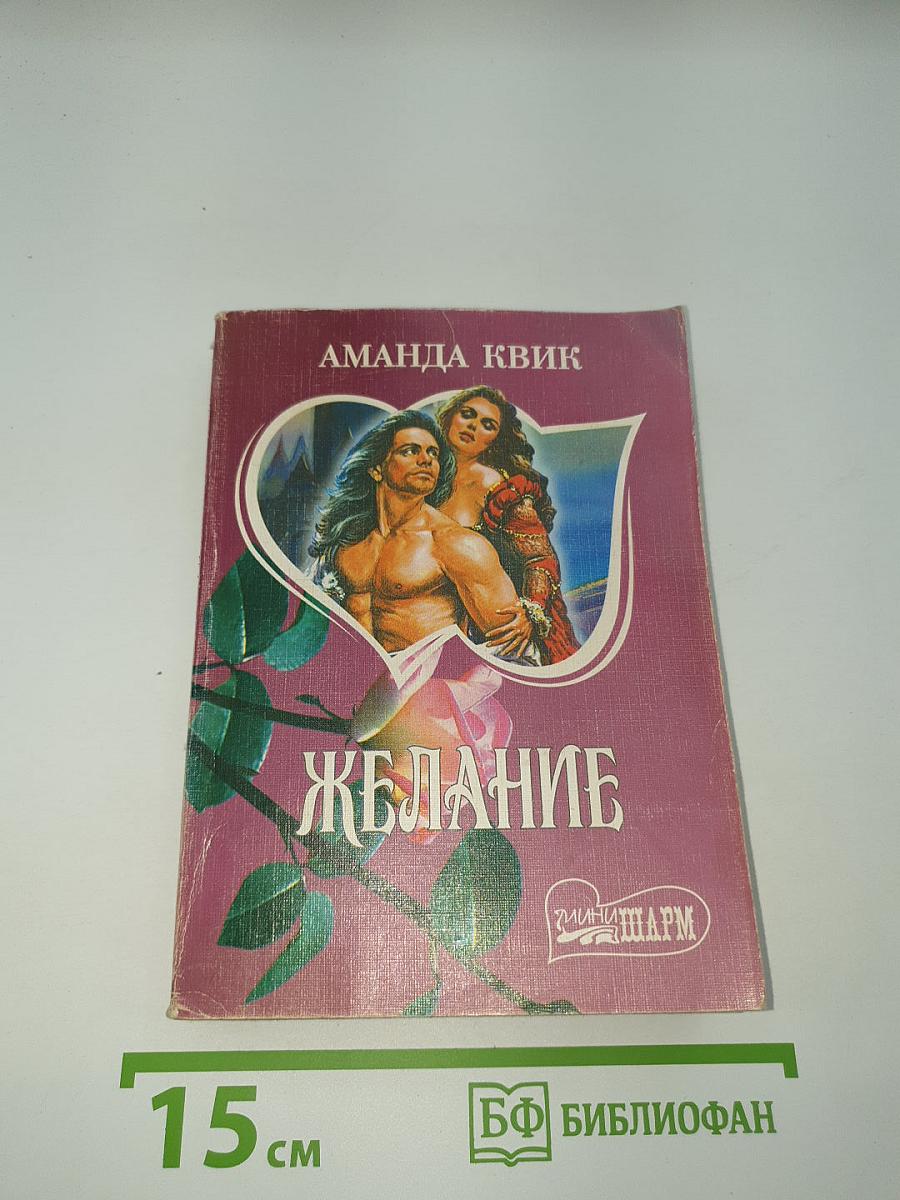 АМАНДА КВИК
ЖЕЛАНИЕ
МИНИ
ШАРМ
15 см
БФ БИБЛИОФАН